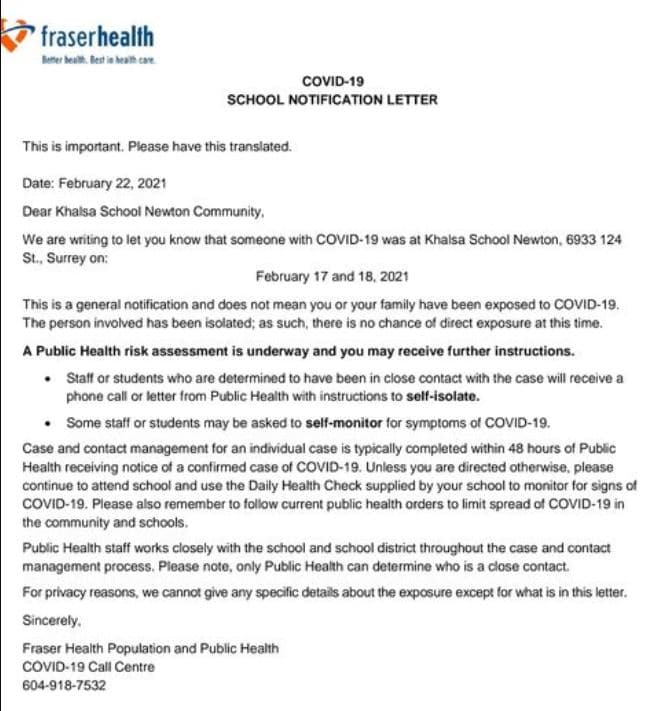 fraserhealth
Better health. Best in health care.
COVID-19
SCHOOL NOTIFICATION LETTER
This is important. Please have this translated.
Date: February 22, 2021
Dear Khalsa School Newton Community,
We are writing to let you know that someone with COVID-19 was at Khalsa School Newton, 6933 124
St., Surrey on:
February 17 and 18, 2021
This is a general notification and does not mean you or your family have been exposed to COVID-19.
The person involved has been isolated; as such, there is no chance of direct exposure at this time.
A Public Health risk assessment is underway and you may receive further instructions.
• Staff or students who are determined to have been in close contact with the case will receive a
phone call or letter from Public Health with instructions to self-isolate.
• Some staff or students may be asked to self-monitor for symptoms of COVID-19.
Case and contact management for an individual case is typically completed within 48 hours of Public
Health receiving notice of a confirmed case of COVID-19. Unless you are directed otherwise, please
continue to attend school and use the Daily Health Check supplied by your school to monitor for signs of
COVID-19. Please also remember to follow current public health orders to limit spread of COVID-19 in
the community and schools.
Public Health staff works closely with the school and school district throughout the case and contact
management process. Please note, only Public Health can determine who is a close contact.
For privacy reasons, we cannot give any specific details about the exposure except for what is in this letter.
Sincerely,
Fraser Health Population and Public Health
COVID-19 Call Centre
604-918-7532